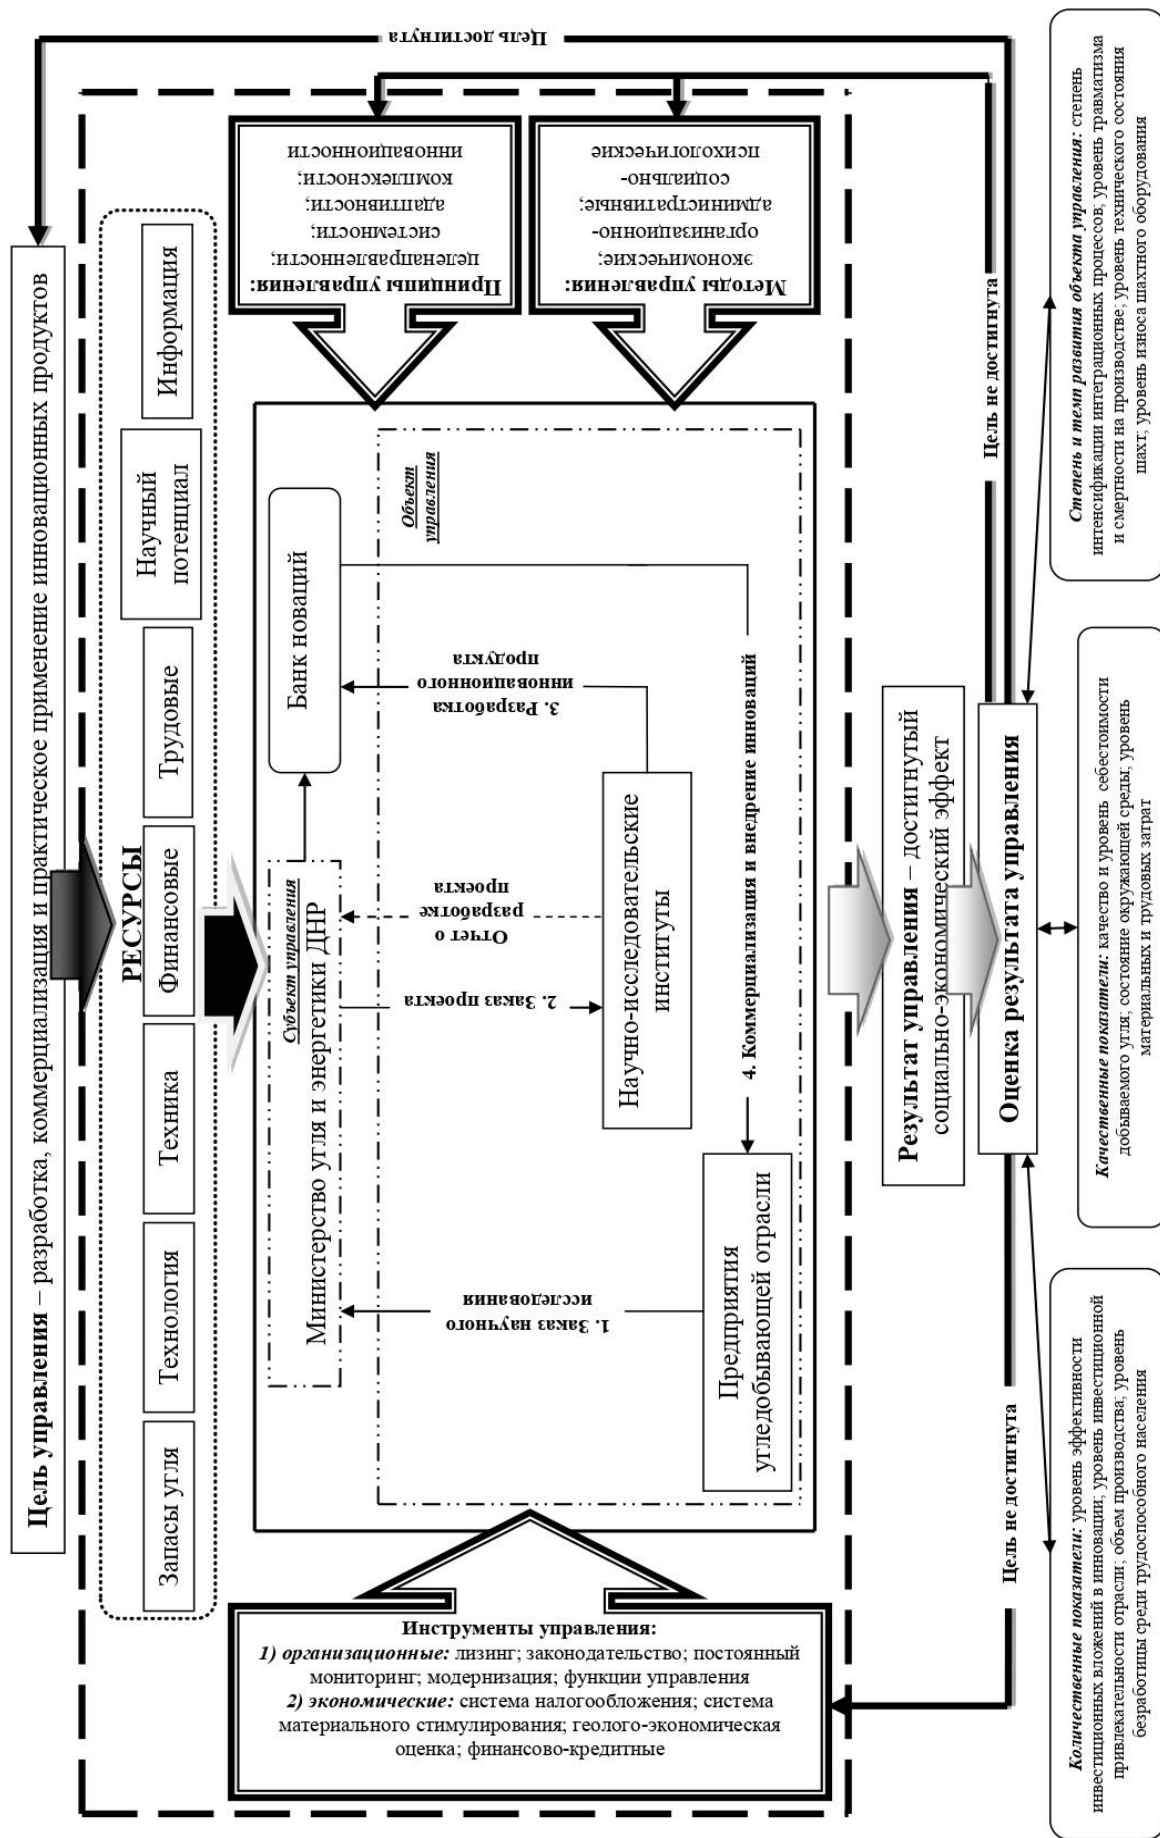 Цель управления – разработка, коммерциализация и практическое применение инновационных продуктов
РЕСУРСЫ
Запасы угля
Технология
Техника
Финансовые
Трудовые
Научный
потенциал
Информация
Инструменты управления:
1) организационные: лизинг; законодательство; постоянный
мониторинг; модернизация; функции управления
2) экономические: система налогообложения; система
материального стимулирования; геолого-экономическая
оценка; финансово-кредитные
Субъект управления
Министерство угля и энергетики ДНР
Банк новаций
Объект
управления
1. Заказ научного
исследования
2. Заказ проекта
Отчет о
разработке
проекта
3. Разработка
инновационного
продукта
Научно-исследовательские
институты
4. Коммерциализация и внедрение инноваций
Предприятия
угледобывающей отрасли
Принципы управления:
целенаправленности;
системности;
адаптивности;
комплексности;
инновационности
Методы управления:
экономические;
организационно-
административные;
социально-
психологические
Цель достигнута
Результат управления – достигнутый
социально-экономический эффект
Оценка результата управления
Цель не достигнута
Цель не достигнута
Количественные показатели: уровень эффективности
инвестиционных вложений в инновации; уровень инвестиционной
привлекательности отрасли; объем производства; уровень
безработицы среди трудоспособного населения
Качественные показатели: качество и уровень себестоимости
добываемого угля; состояние окружающей среды; уровень
материальных и трудовых затрат
Степень и темп развития объекта управления: степень
интенсификации интеграционных процессов; уровень травматизма
и смертности на производстве; уровень технического состояния
шахт; уровень износа шахтного оборудования